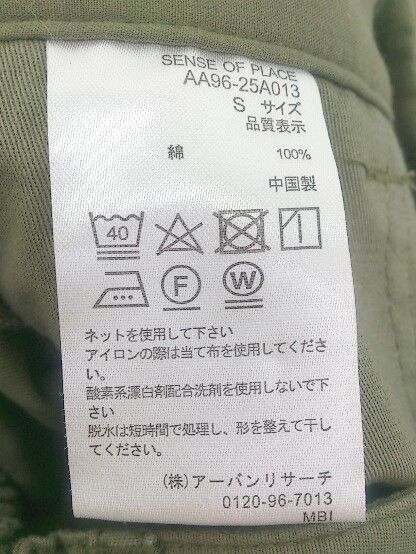 SENSE OF PLACE
AA96-25A013
S サイズ
品質表示
綿 100%
中国製
40
F W
ネットを使用して下さい
アイロンの際は当て布を使用してくださ
い。
酸素系漂白剤配合洗剤を使用しないで下
さい
脱水は短時間で処理し、形を整えて干し
てください。
(株)アーバンリサーチ
0120-96-7013
MBI